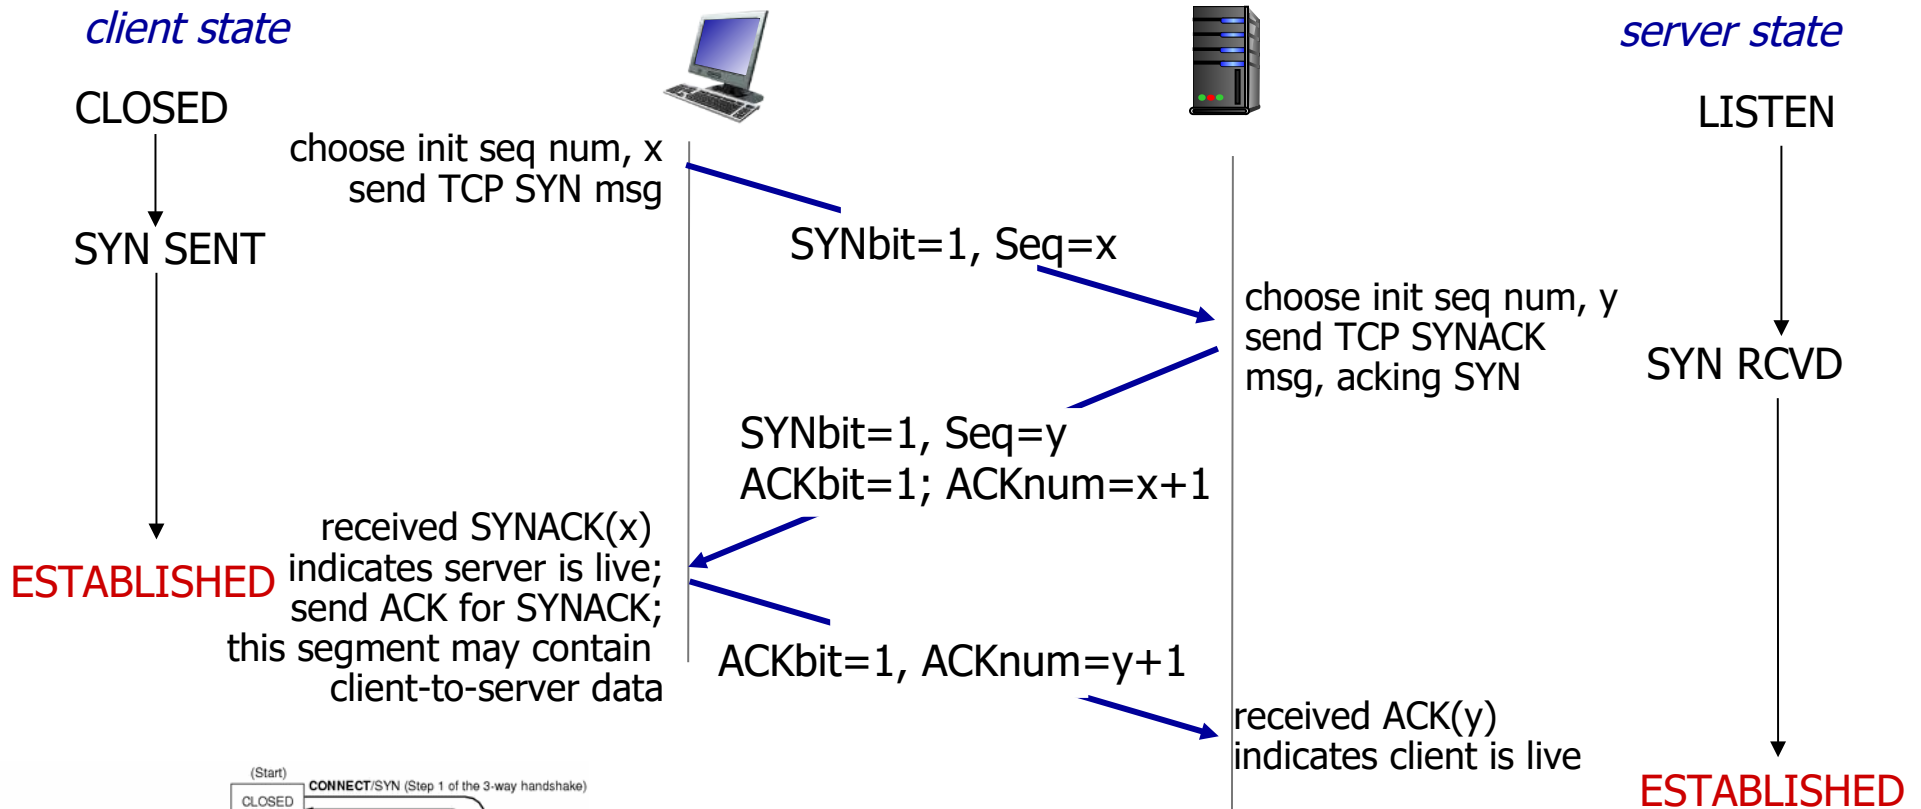 client state
server state
CLOSED
LISTEN
choose init seq num, x
send TCP SYN msg
SYN SENT
SYNbit=1, Seq=x
choose init seq num, y
send TCP SYNACK
msg, acking SYN
SYN RCVD
SYNbit=1, Seq=y
ACKbit=1; ACKnum=x+1
received SYNACK(x)
indicates server is live;
send ACK for SYNACK;
this segment may contain
client-to-server data
ESTABLISHED
ACKbit=1, ACKnum=y+1
received ACK(y)
indicates client is live
ESTABLISHED
(Start)
CONNECT/SYN (Step 1 of the 3-way handshake)
CLOSED